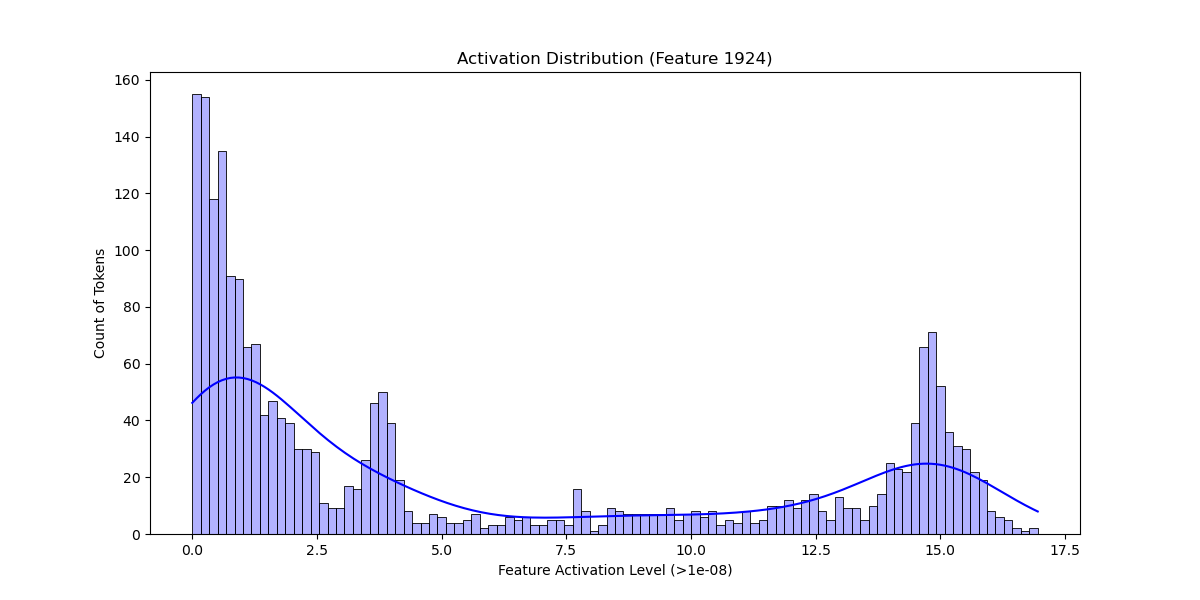 Activation Distribution (Feature 1924)
160
140
120
100
80
60
40
20
0
Count of Tokens
0.0 2.5 5.0 7.5 10.0 12.5 15.0 17.5
Feature Activation Level (>1e-08)